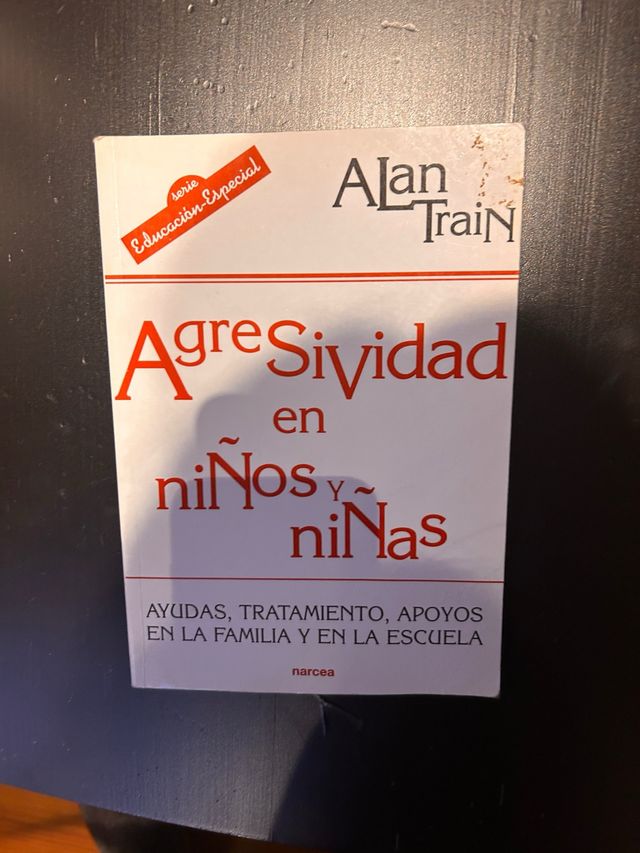 serie
Educación-Especial
ALan
TraiN
AgreSiVidad
en
niÑos Y
niÑas
AYUDAS, TRATAMIENTO, APOYOS
EN LA FAMILIA Y EN LA ESCUELA
narcea